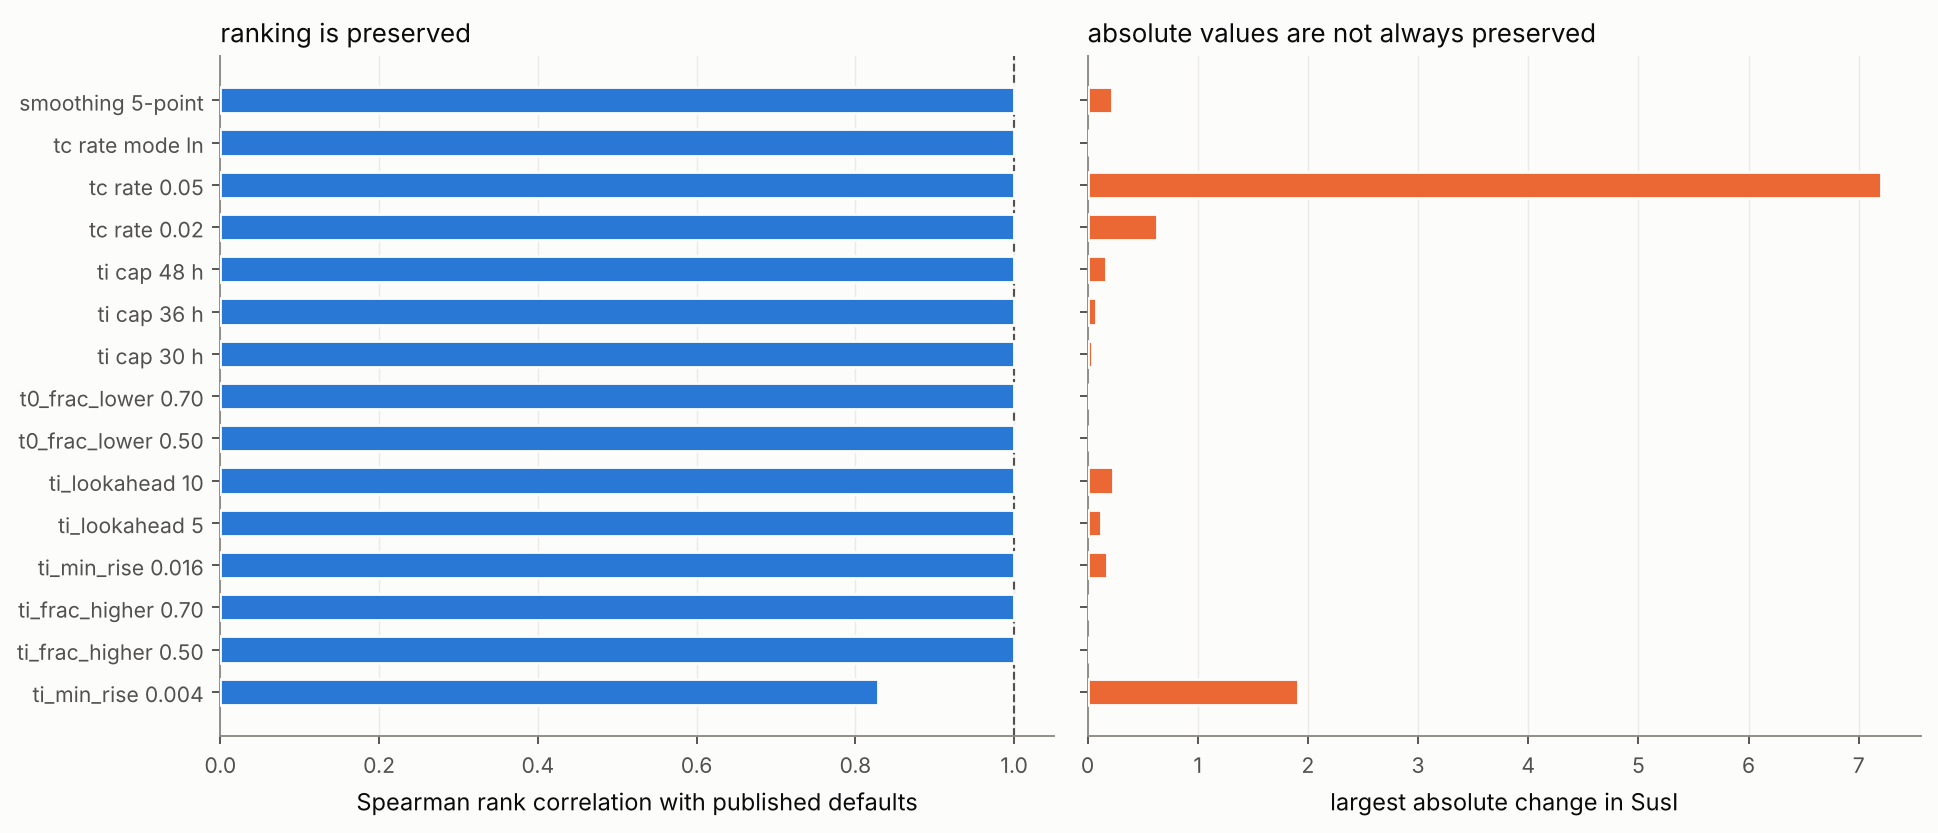 ranking is preserved
absolute values are not always preserved
smoothing 5-point
tc rate mode ln
tc rate 0.05
tc rate 0.02
ti cap 48 h
ti cap 36 h
ti cap 30 h
t0_frac_lower 0.70
t0_frac_lower 0.50
ti_lookahead 10
ti_lookahead 5
ti_min_rise 0.016
ti_frac_higher 0.70
ti_frac_higher 0.50
ti_min_rise 0.004
0.0 0.2 0.4 0.6 0.8 1.0
0 1 2 3 4 5 6 7
Spearman rank correlation with published defaults
largest absolute change in SusI